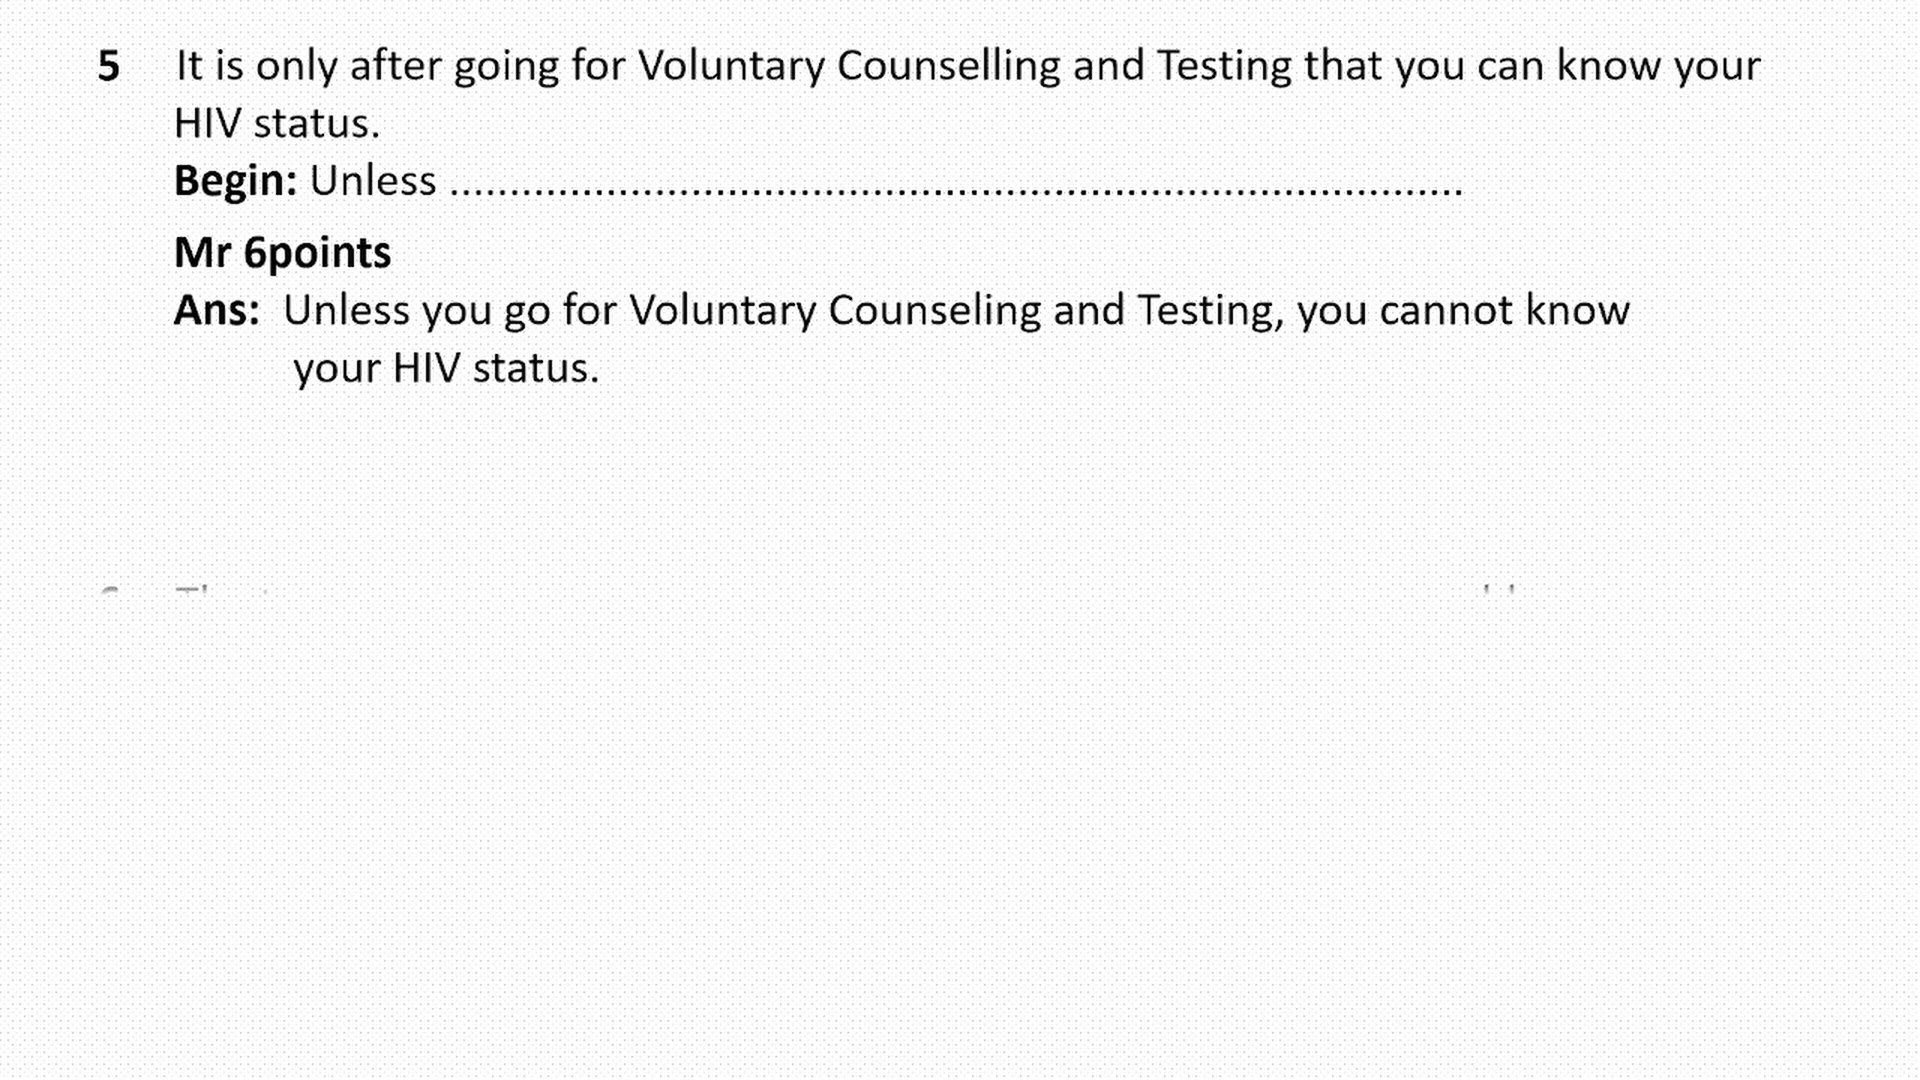 5 It is only after going for Voluntary Counselling and Testing that you can know your
HIV status.
Begin: Unless .....................................................................................
Mr 6points
Ans: Unless you go for Voluntary Counseling and Testing, you cannot know
your HIV status.